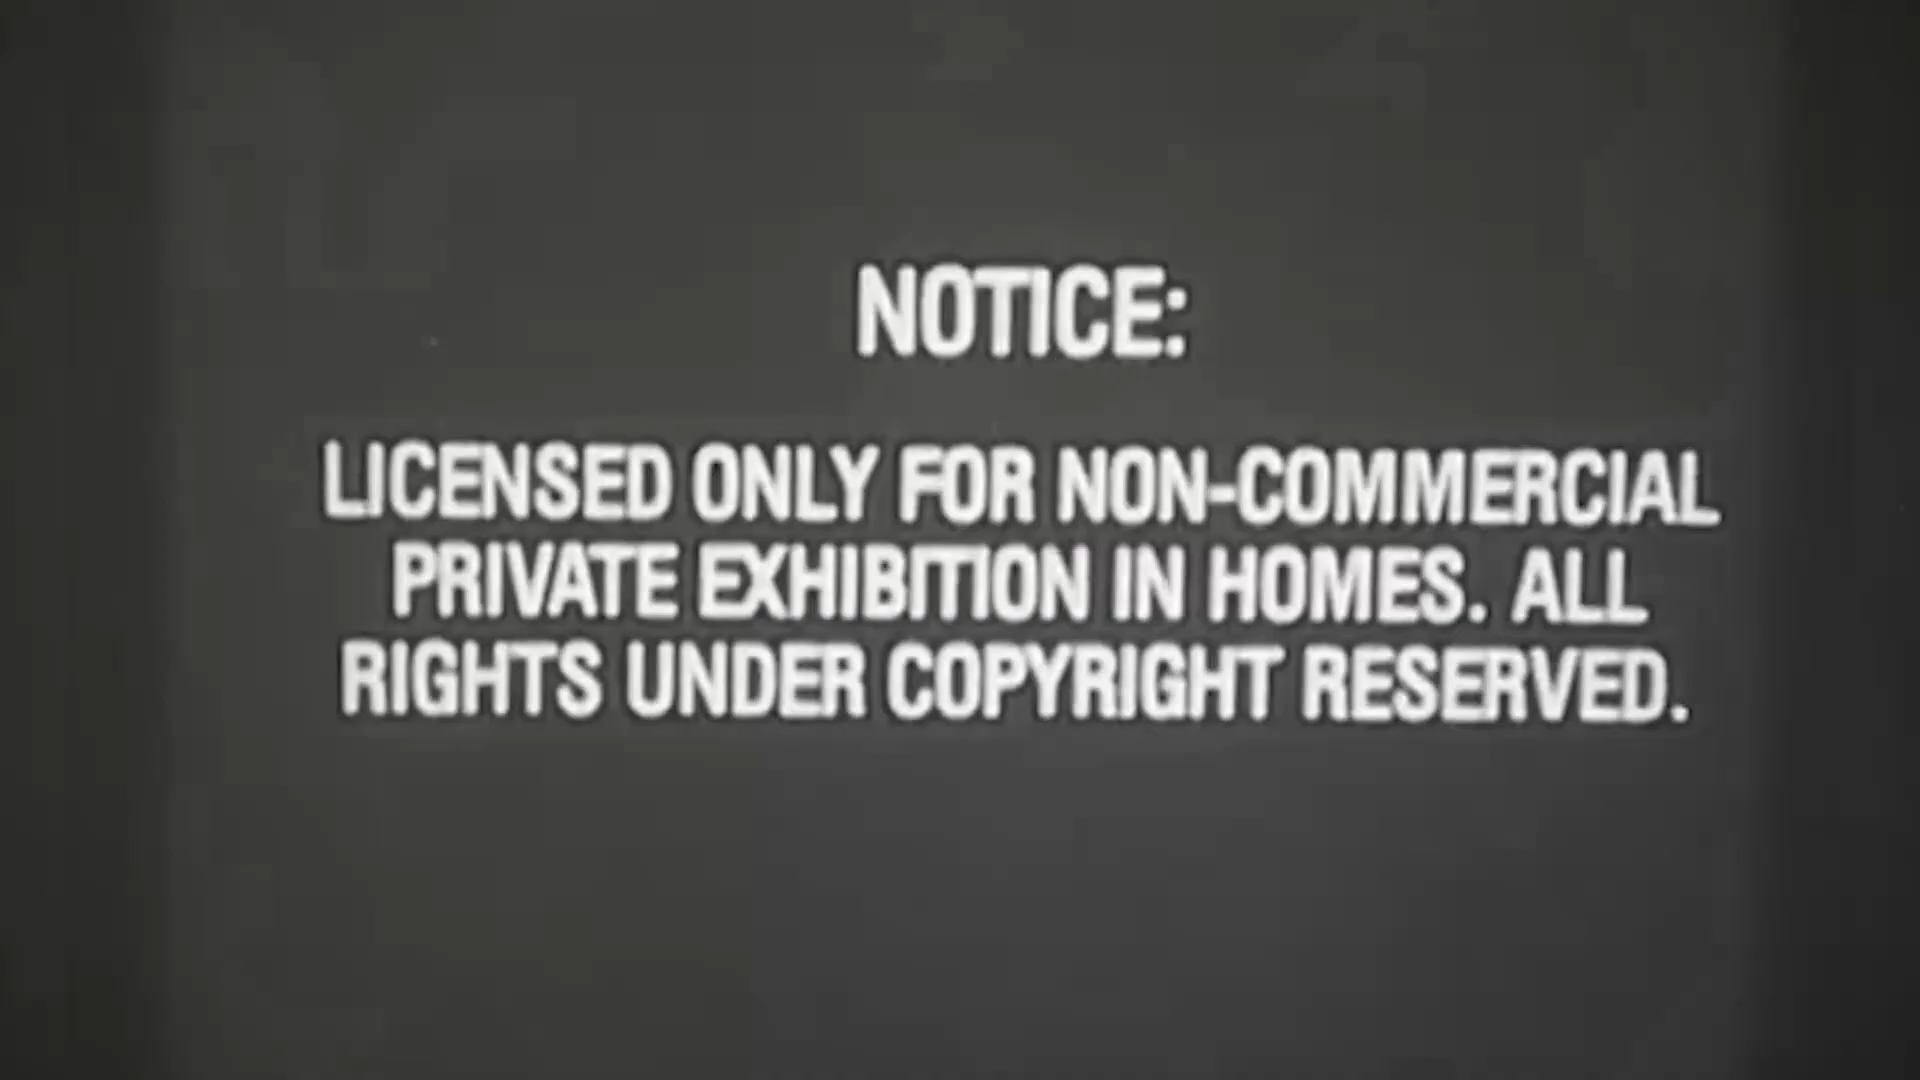 NOTICE:
LICENSED ONLY FOR NON-COMMERCIAL
PRIVATE EXHIBITION IN HOMES. ALL
RIGHTS UNDER COPYRIGHT RESERVED.